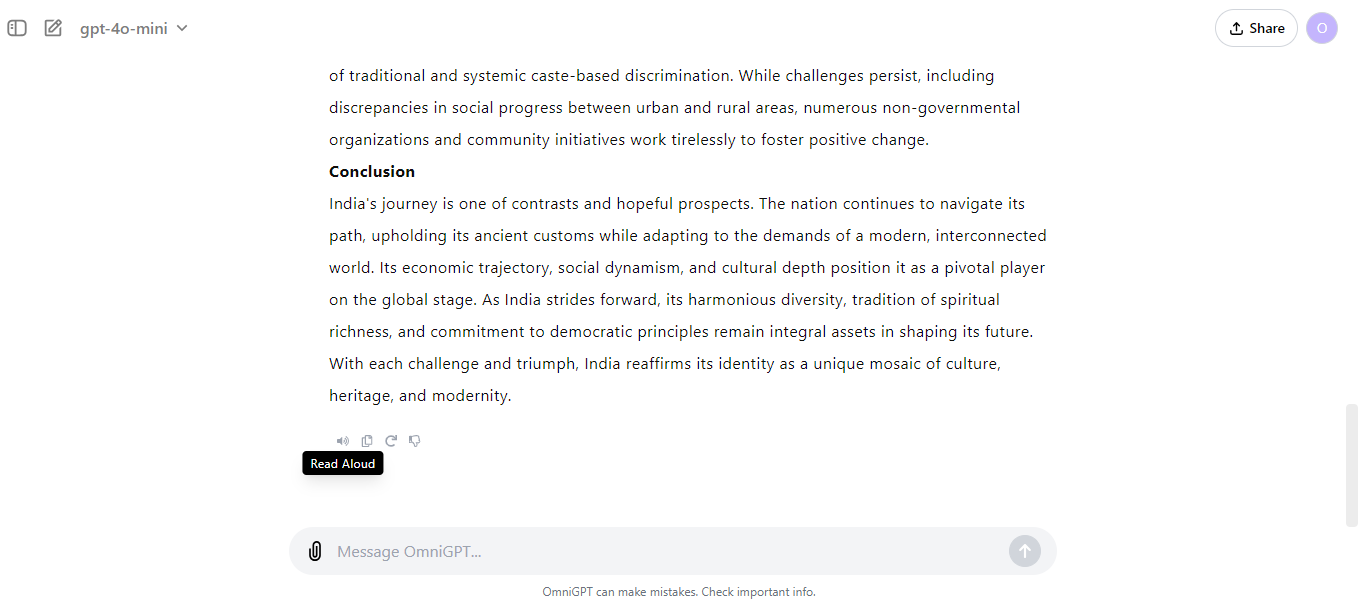 gpt-4o-mini
Share
O
of traditional and systemic caste-based discrimination. While challenges persist, including
discrepancies in social progress between urban and rural areas, numerous non-governmental
organizations and community initiatives work tirelessly to foster positive change.
Conclusion
India's journey is one of contrasts and hopeful prospects. The nation continues to navigate its
path, upholding its ancient customs while adapting to the demands of a modern, interconnected
world. Its economic trajectory, social dynamism, and cultural depth position it as a pivotal player
on the global stage. As India strides forward, its harmonious diversity, tradition of spiritual
richness, and commitment to democratic principles remain integral assets in shaping its future.
With each challenge and triumph, India reaffirms its identity as a unique mosaic of culture,
heritage, and modernity.
Read Aloud
Message OmniGPT...
OmniGPT can make mistakes. Check important info.